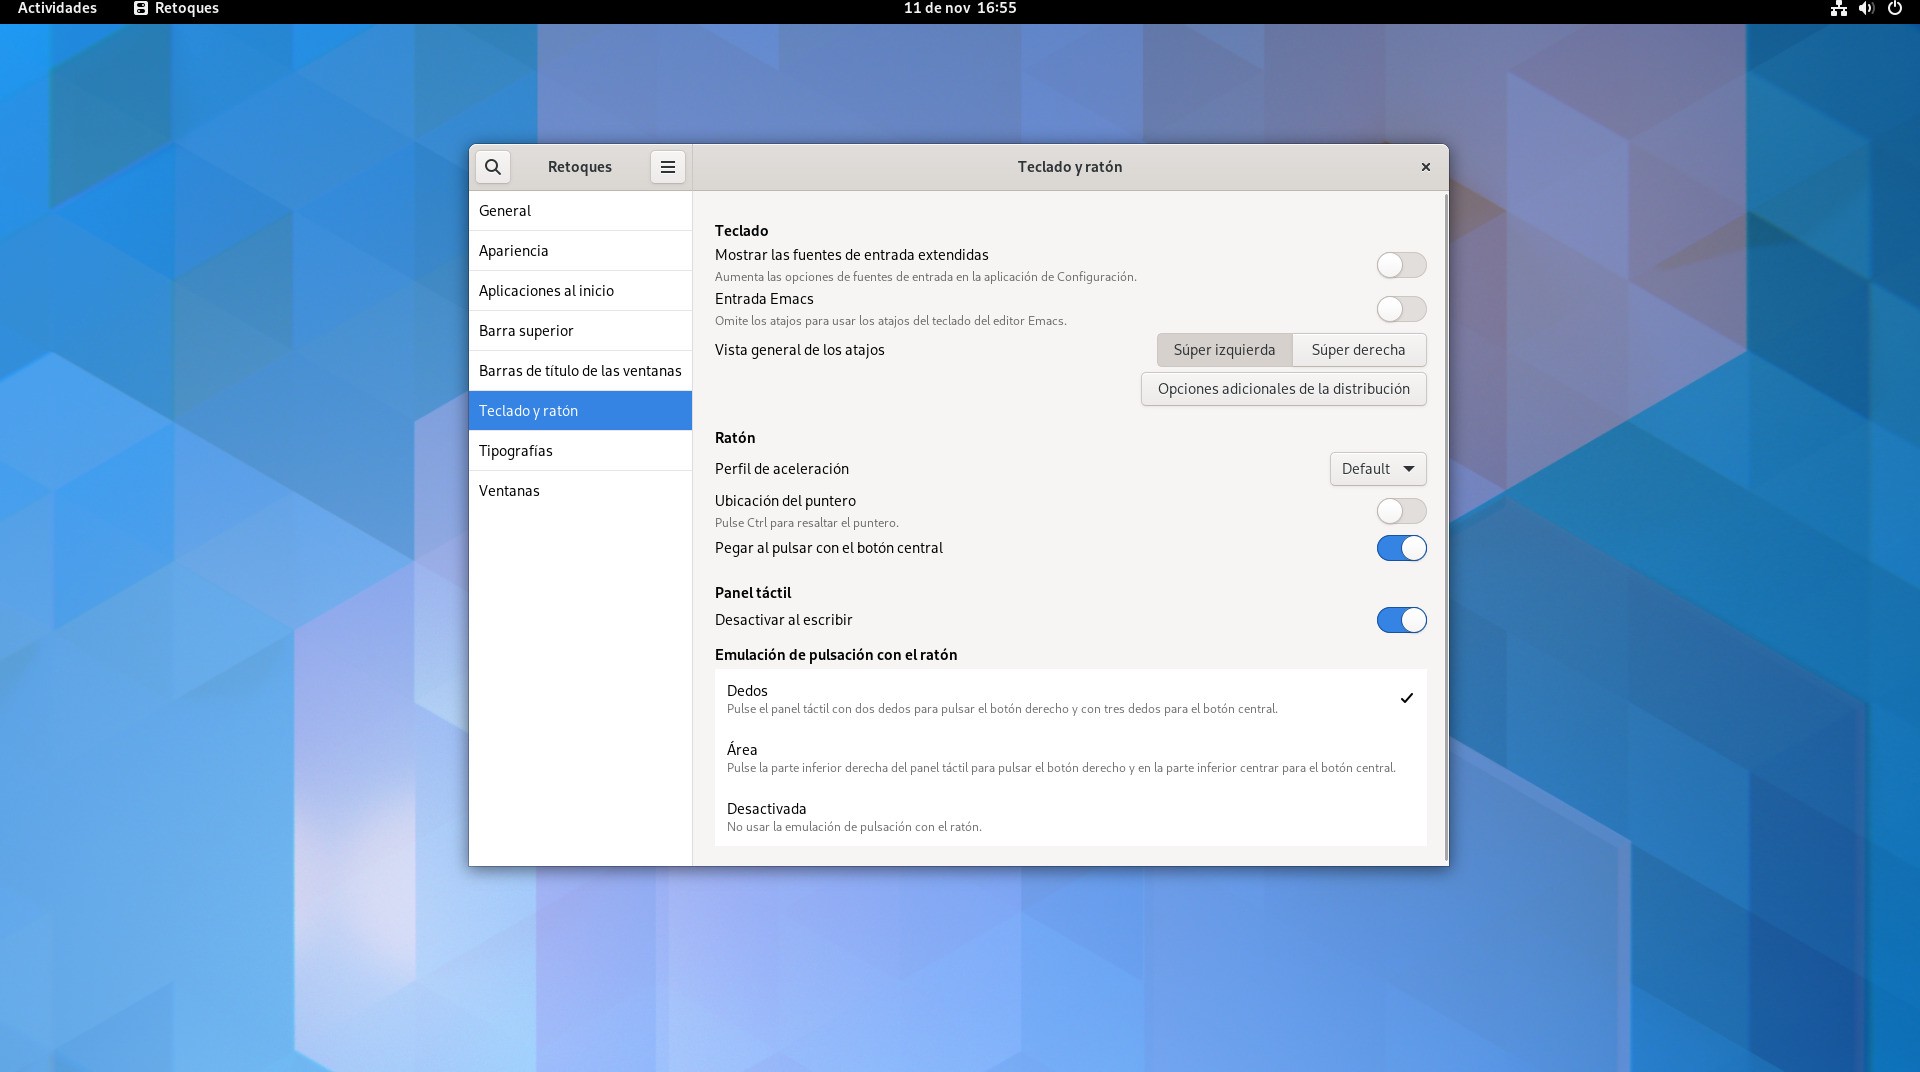 Actividades
Retoques
11 de nov 16:55
Retoques
Teclado y ratón
General
Apariencia
Aplicaciones al inicio
Barra superior
Barras de título de las ventanas
Teclado y ratón
Tipografías
Ventanas
Teclado
Mostrar las fuentes de entrada extendidas
Aumenta las opciones de fuentes de entrada en la aplicación de Configuración.
Entrada Emacs
Omite los atajos para usar los atajos del teclado del editor Emacs.
Vista general de los atajos
Súper izquierda
Súper derecha
Opciones adicionales de la distribución
Ratón
Perfil de aceleración
Default
Ubicación del puntero
Pulse Ctrl para resaltar el puntero.
Pegar al pulsar con el botón central
Panel táctil
Desactivar al escribir
Emulación de pulsación con el ratón
Dedos
Pulse el panel táctil con dos dedos para pulsar el botón derecho y con tres dedos para el botón central.
Área
Pulse la parte inferior derecha del panel táctil para pulsar el botón derecho y en la parte inferior centrar para el botón central.
Desactivada
No usar la emulación de pulsación con el ratón.